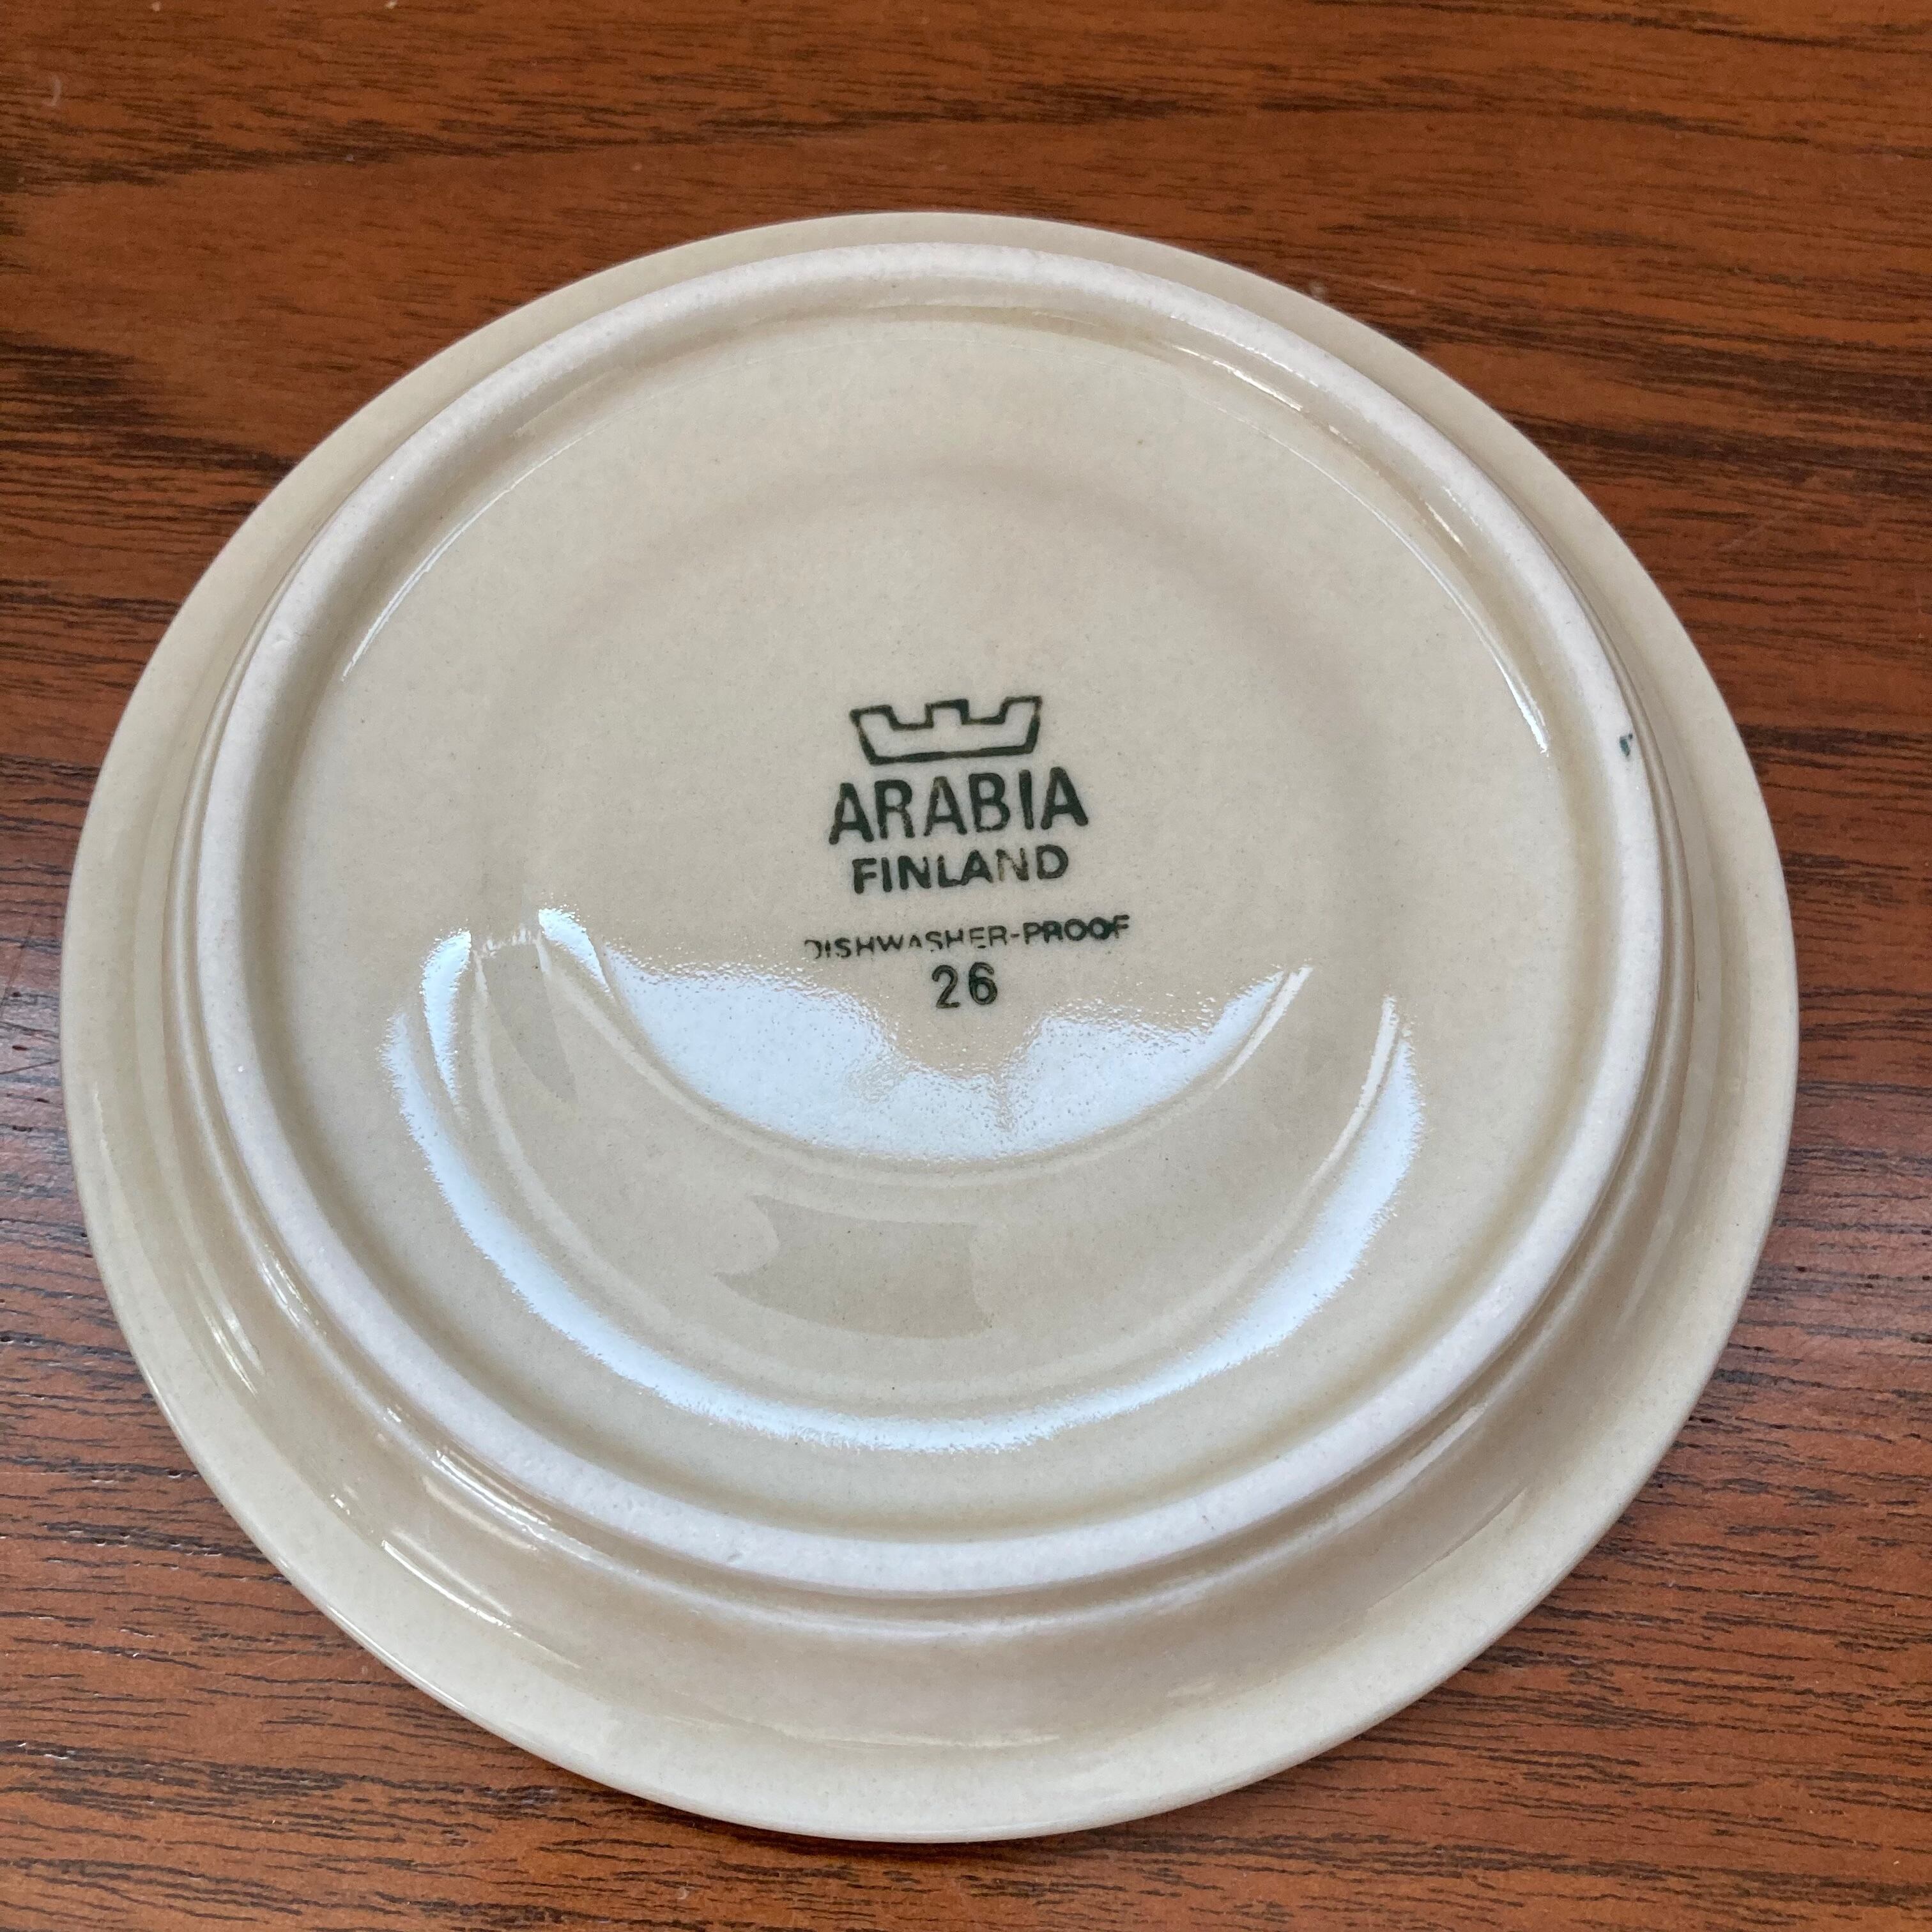 ARABIA
FINLAND
DISHWASHER-PROOF
26